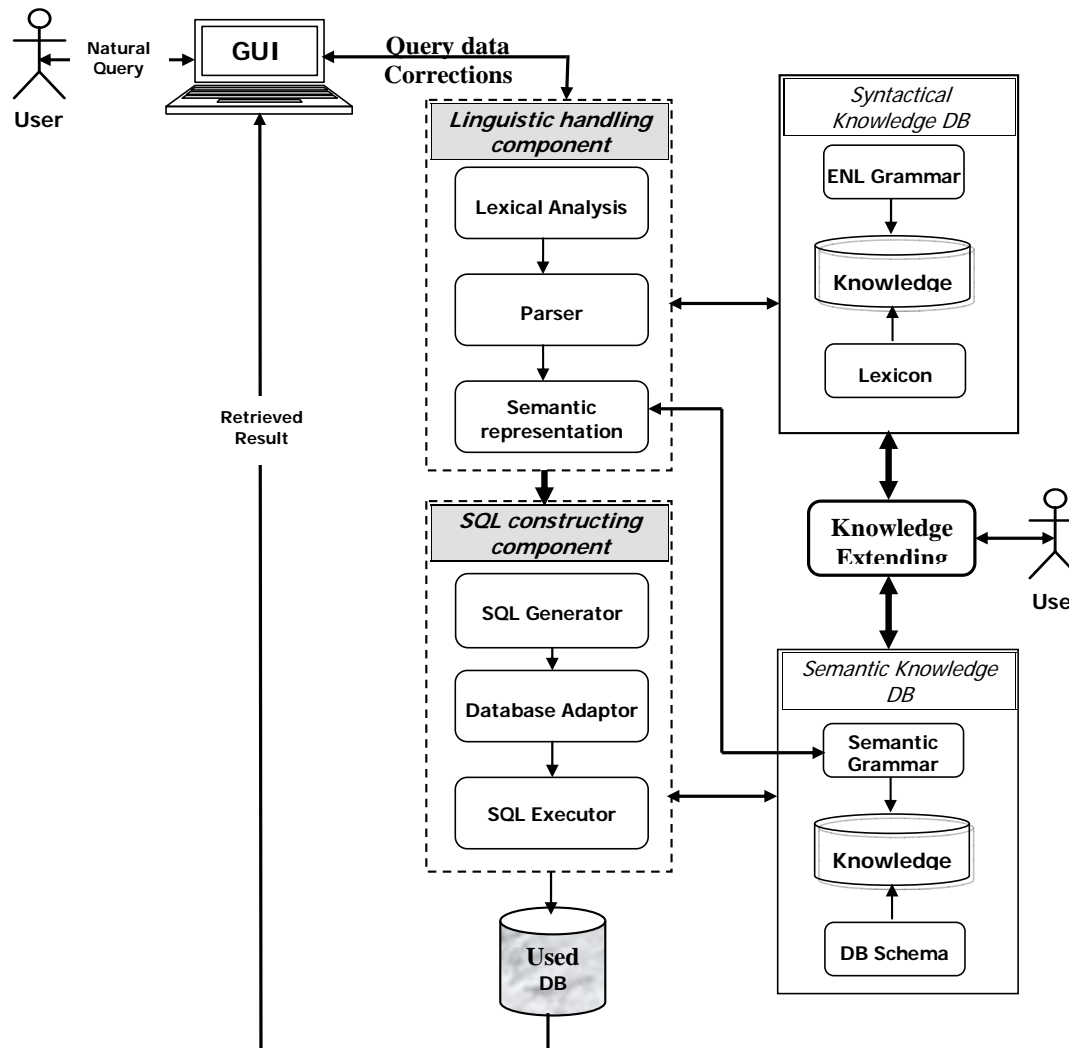 Natural
Query
User
GUI
Query data
Corrections
Linguistic handling
component
Lexical Analysis
Parser
Semantic
representation
SQL constructing
component
SQL Generator
Database Adaptor
SQL Executor
Used
DB
Retrieved
Result
Syntactical
Knowledge DB
ENL Grammar
Knowledge
Lexicon
Knowledge
Extending
Use
Semantic Knowledge
DB
Semantic
Grammar
Knowledge
DB Schema